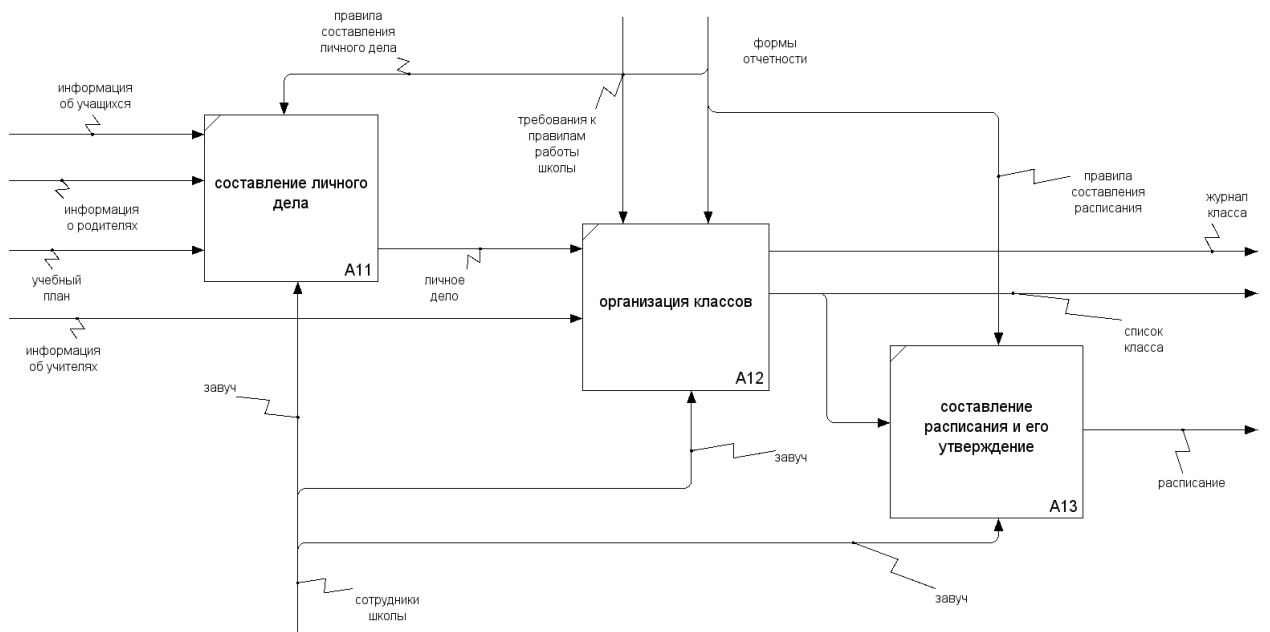 правила
составления
личного дела
формы
отчетности
информация
об учащихся
требования к
правилам
работы
школы
составление личного
дела
A11
информация
о родителях
правила
составления
расписания
журнал
класса
учебный
план
личное
дело
организация классов
A12
информация
об учителях
список
класса
завуч
составление
расписания и его
утверждение
A13
завуч
расписание
сотрудники
школы
завуч